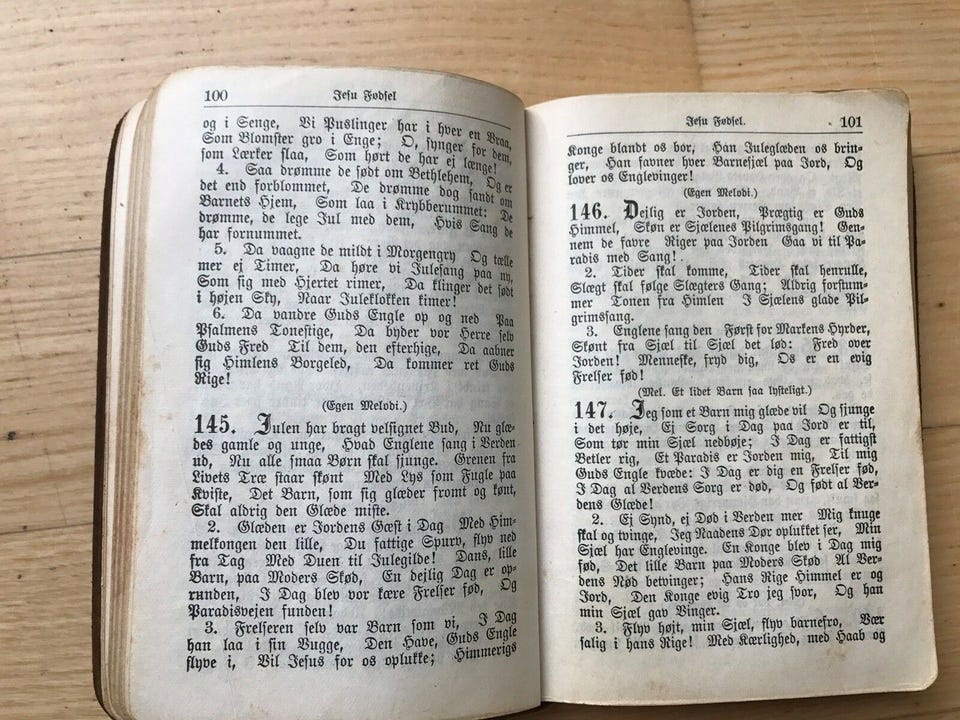 100 Jesu Fødsel
og i Senge, Vi Puslinger har i hver en Vraa,
Som Blomster gro i Enge; O, synger for dem,
som Lærker slaa, Som hørt de har ej længe!
4. Saa drømme de født om Bethlehem, Og er
det end forblommet, De drømme dog sandt om
Barnets Hjem, Som laa i Krybberummet: De
drømme, de lege Jul med dem, Hvis Sang de
har fornummet.
5. Da vaagne de mildt i Morgengry Og tælle
mer ej Timer, Da høre vi Julesang paa ny,
Som sig med Hjertet rimer, Da klinger det sødt
i højen Sky, Naar Juleklokken kimer!
6. Da vandre Guds Engle op og ned Paa
Psalmens Tonestige, Da byder vor Herre selv
Guds Fred Til dem, den efterhige, Da aabner
sig Himlens Borgeled, Da kommer ret Guds
Rige!
(Egen Melodi.)
145. Julen har bragt velsignet Bud, Nu glæ-
des gamle og unge, Hvad Englene sang i Verden
ud, Nu alle smaa Børn skal sjunge. Grenen fra
Livets Træ staar skønt Med Lys som Fugle paa
Kviste, Det Barn, som sig glæder fromt og kønt,
Skal aldrig den Glæde miste.
2. Glæden er Jordens Gæst i Dag Med Him-
melkongen den lille, Du fattige Spurv, flyv ned
fra Tag Med Duen til Julegilde! Dans, lille
Barn, paa Moders Skød, En dejlig Dag er op-
runden, I Dag blev vor kære Frelser fød, Og
Paradisvejen funden!
3. Frelseren selv var Barn som vi, I Dag
han laa i sin Vugge, Den Have, Guds Engle
flyve i, Vil Jesus for os oplukke; Himmerigs
Jesu Fødsel. 101
Konge blandt os bor, Han Juleglæden os brin-
ger, Han favner hver Barnesjæl paa Jord, Og
lover os Englevinger!
(Egen Melodi.)
146. Dejlig er Jorden, Prægtig er Guds
Himmel, Skøn er Sjælenes Pilgrimsgang! Gen-
nem de favre Riger paa Jorden Gaa vi til Pa-
radis med Sang!
2. Tider skal komme, Tider skal henrulle,
Slægt skal følge Slægters Gang; Aldrig forstum-
mer Tonen fra Himlen I Sjælens glade Pil-
grimssang.
3. Englene sang den Først for Markens Hyrder,
Skønt fra Sjæl til Sjæl det lød: Fred over
Jorden! Menneske, fryd dig, Os er en evig
Frelser fød!
(Mel. Et lidet Barn saa lysteligt.)
147. Jeg som et Barn mig glæde vil Og sjunge
i det høje, Ej Sorg i Dag paa Jord er til,
Som tør min Sjæl nedbøje; I Dag er fattigst
Betler rig, Et Paradis er Jorden mig, Til mig
Guds Engle kvæde: I Dag er dig en Frelser fød,
I Dag al Verdens Sorg er død, Og født al Ver-
dens Glæde!
2. Ej Synd, ej Død i Verden mer Mig knuge
skal og tvinge, Jeg Naadens Dør oplukket ser, Min
Sjæl har Englevinge. En Konge blev i Dag mig
fød, Det lille Barn paa Moders Skød Al Ver-
dens Nød betvinger; Hans Rige Himmel er og
Jord, Den Konge evig Tro jeg svor, Og han
min Sjæl gav Vinger.
3. Flyv højt, min Sjæl, flyv barnefro, Vær
salig i hans Rige! Med Kærlighed, med Haab og